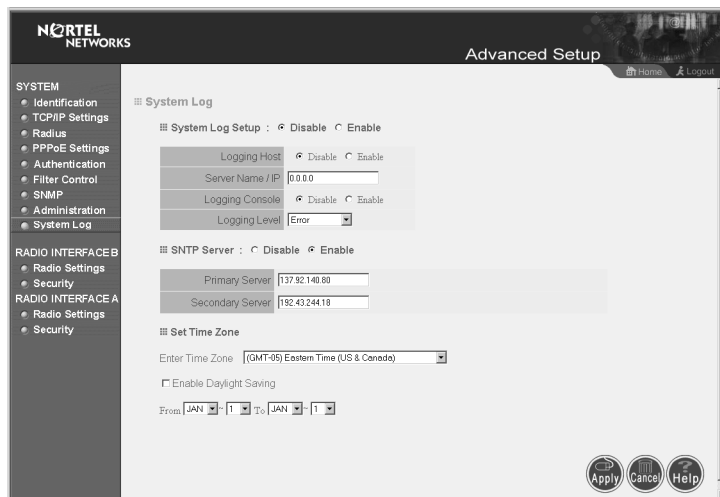 NORTEL
NETWORKS
Advanced Setup
Home
Logout
SYSTEM
Identification
TCP/IP Settings
Radius
PPPoE Settings
Authentication
Filter Control
SNMP
Administration
System Log
RADIO INTERFACE B
Radio Settings
Security
RADIO INTERFACE A
Radio Settings
Security
System Log
System Log Setup : Disable Enable
Logging Host Disable Enable
Server Name / IP 0.0.0.0
Logging Console Disable Enable
Logging Level Error
SNTP Server : Disable Enable
Primary Server 137.92.140.80
Secondary Server 192.43.244.18
Set Time Zone
Enter Time Zone (GMT-05) Eastern Time (US & Canada)
Enable Daylight Saving
From JAN ~ 1 To JAN ~ 1
Apply Cancel Help